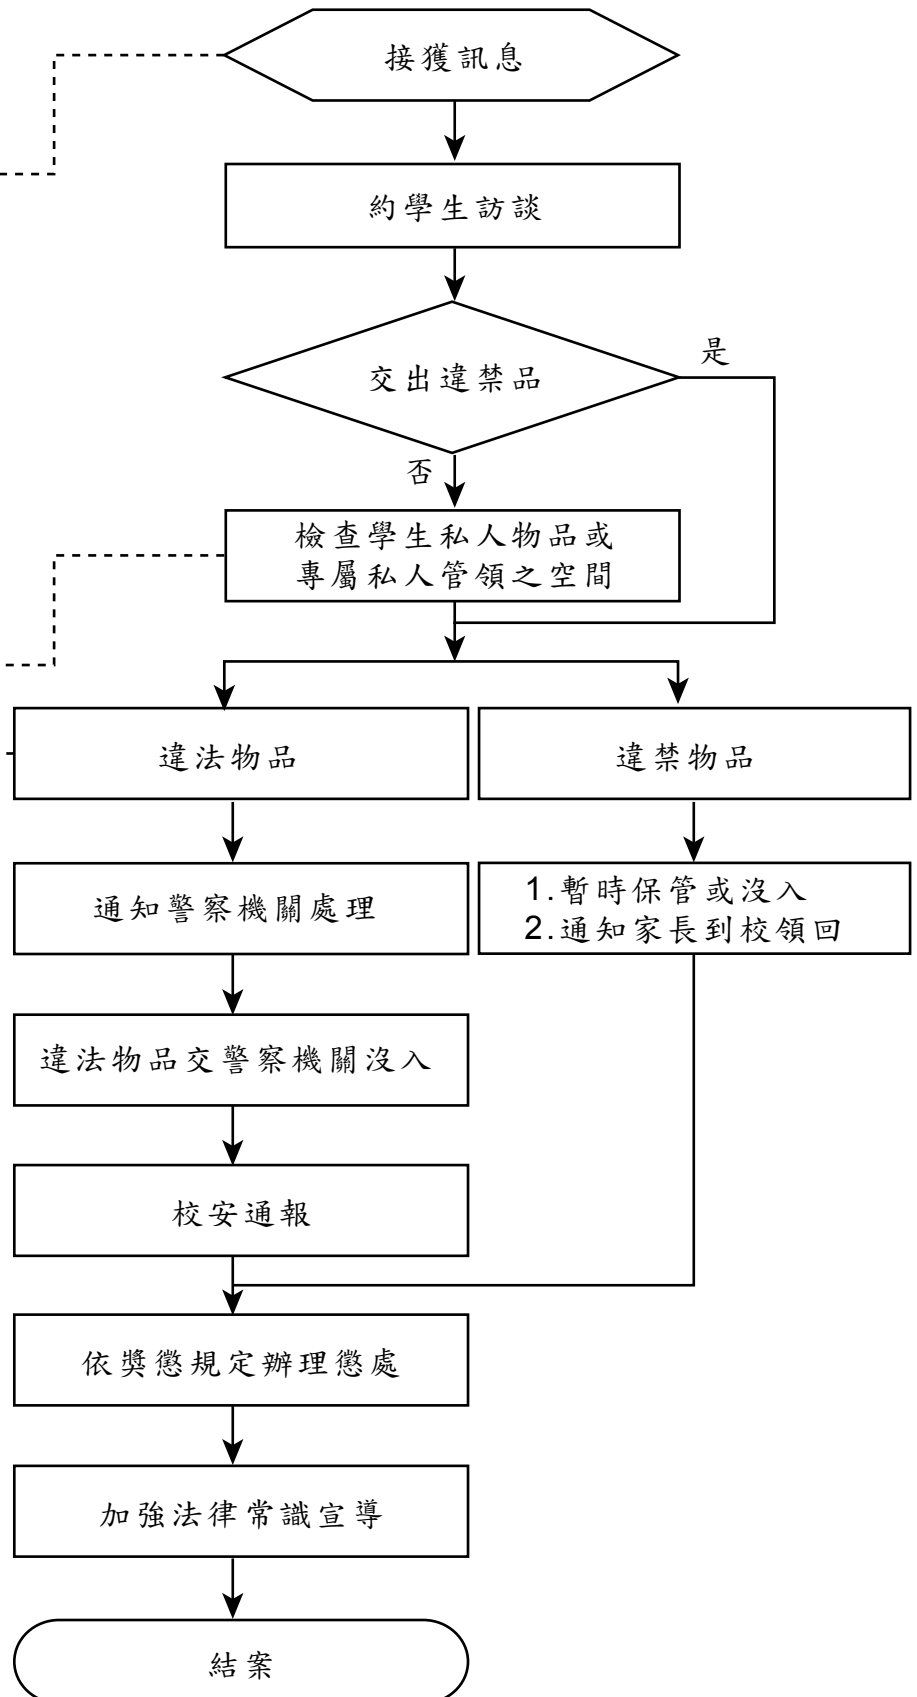 接獲訊息
約學生訪談
交出違禁品
是
否
檢查學生私人物品或
專屬私人管領之空間
違法物品
違禁物品
通知警察機關處理
1.暫時保管或沒入
2.通知家長到校領回
違法物品交警察機關沒入
校安通報
依獎懲規定辦理懲處
加強法律常識宣導
結案